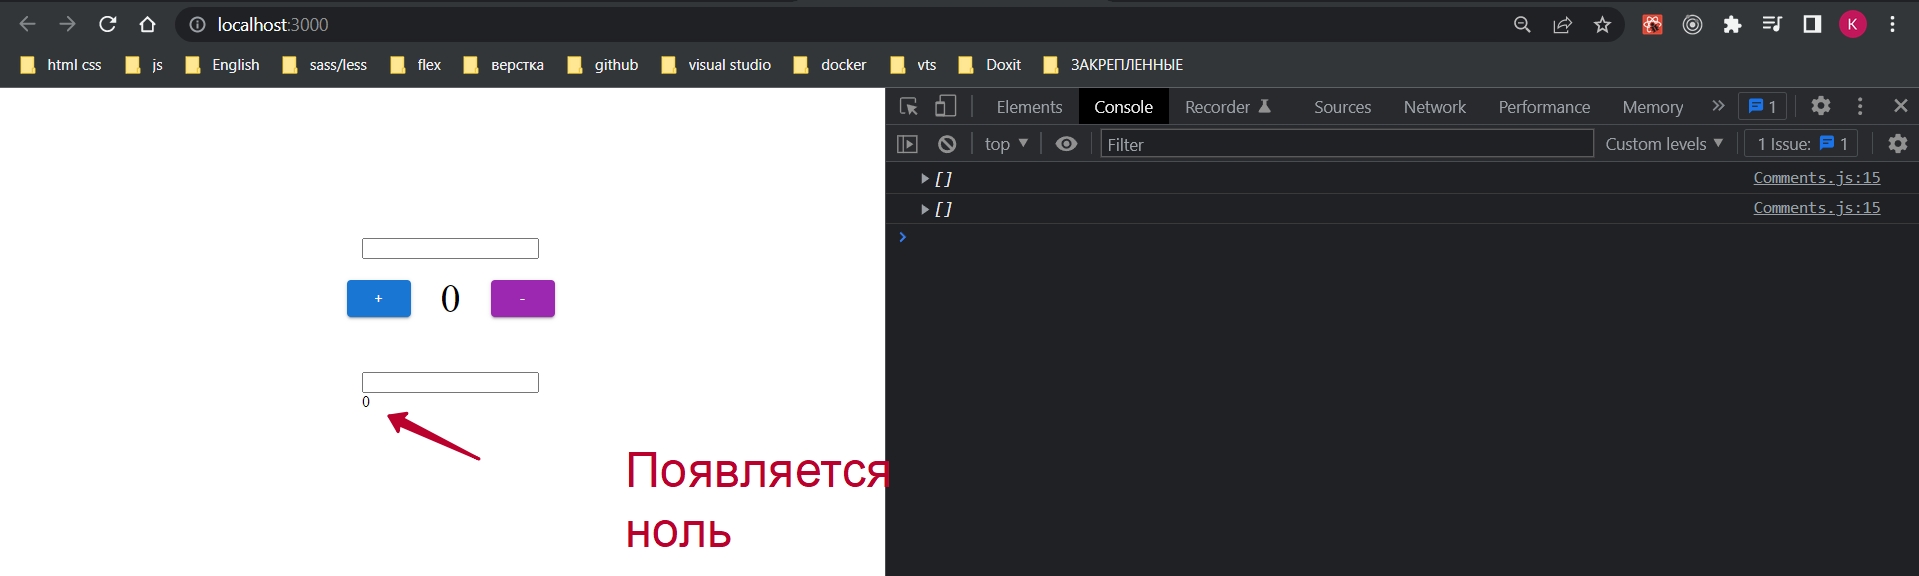 localhost:3000
K
html css js English sass/less flex верстка github visual studio docker vts Doxit ЗАКРЕПЛЕННЫЕ
Elements Console Recorder Sources Network Performance Memory 1
top Filter Custom levels 1 Issue: 1
[] Comments.js:15
[] Comments.js:15
+ 0 -
0
Появляется
ноль